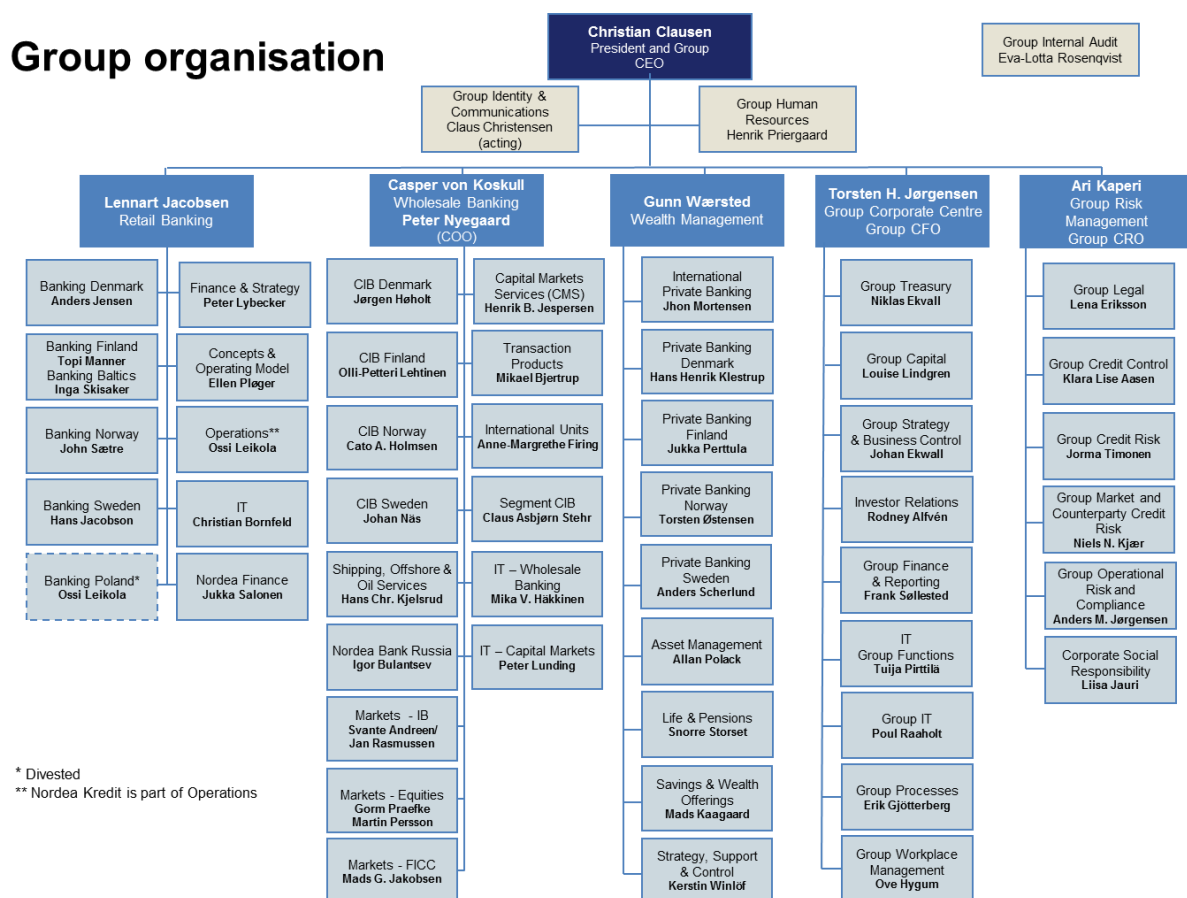 Group organisation
Christian Clausen
President and Group
CEO
Group Internal Audit
Eva-Lotta Rosenqvist
Group Identity &
Communications
Claus Christensen
(acting)
Group Human
Resources
Henrik Priergaard
Lennart Jacobsen
Retail Banking
Casper von Koskull
Wholesale Banking
Peter Nyegaard
(COO)
Gunn Wærsted
Wealth Management
Torsten H. Jørgensen
Group Corporate Centre
Group CFO
Ari Kaperi
Group Risk
Management
Group CRO
Banking Denmark
Anders Jensen
Banking Finland
Topi Manner
Banking Baltics
Inga Skisaker
Banking Norway
John Sætre
Banking Sweden
Hans Jacobson
Banking Poland*
Ossi Leikola
Finance & Strategy
Peter Lybecker
Concepts &
Operating Model
Ellen Pløger
Operations**
Ossi Leikola
IT
Christian Bornfeld
Nordea Finance
Jukka Salonen
CIB Denmark
Jørgen Høholt
CIB Finland
Olli-Petteri Lehtinen
CIB Norway
Cato A. Holmsen
CIB Sweden
Johan Näs
Shipping, Offshore &
Oil Services
Hans Chr. Kjelsrud
Nordea Bank Russia
Igor Bulantsev
Markets - IB
Svante Andreen/
Jan Rasmussen
Markets - Equities
Gorm Praefke
Martin Persson
Markets - FICC
Mads G. Jakobsen
Capital Markets
Services (CMS)
Henrik B. Jespersen
Transaction
Products
Mikael Bjertrup
International Units
Anne-Margrethe Firing
Segment CIB
Claus Asbjørn Stehr
IT – Wholesale
Banking
Mika V. Häkkinen
IT – Capital Markets
Peter Lunding
International
Private Banking
Jhon Mortensen
Private Banking
Denmark
Hans Henrik Klestrup
Private Banking
Finland
Jukka Perttula
Private Banking
Norway
Torsten Østensen
Private Banking
Sweden
Anders Scherlund
Asset Management
Allan Polack
Life & Pensions
Snorre Storset
Savings & Wealth
Offerings
Mads Kaagaard
Strategy, Support
& Control
Kerstin Winlöf
Group Treasury
Niklas Ekvall
Group Capital
Louise Lindgren
Group Strategy
& Business Control
Johan Ekwall
Investor Relations
Rodney Alfvén
Group Finance
& Reporting
Frank Søllested
IT
Group Functions
Tuija Pirttilä
Group IT
Poul Raaholt
Group Processes
Erik Gjötterberg
Group Workplace
Management
Ove Hygum
Group Legal
Lena Eriksson
Group Credit Control
Klara Lise Aasen
Group Credit Risk
Jorma Timonen
Group Market and
Counterparty Credit
Risk
Niels N. Kjær
Group Operational
Risk and
Compliance
Anders M. Jørgensen
Corporate Social
Responsibility
Liisa Jauri
* Divested
** Nordea Kredit is part of Operations